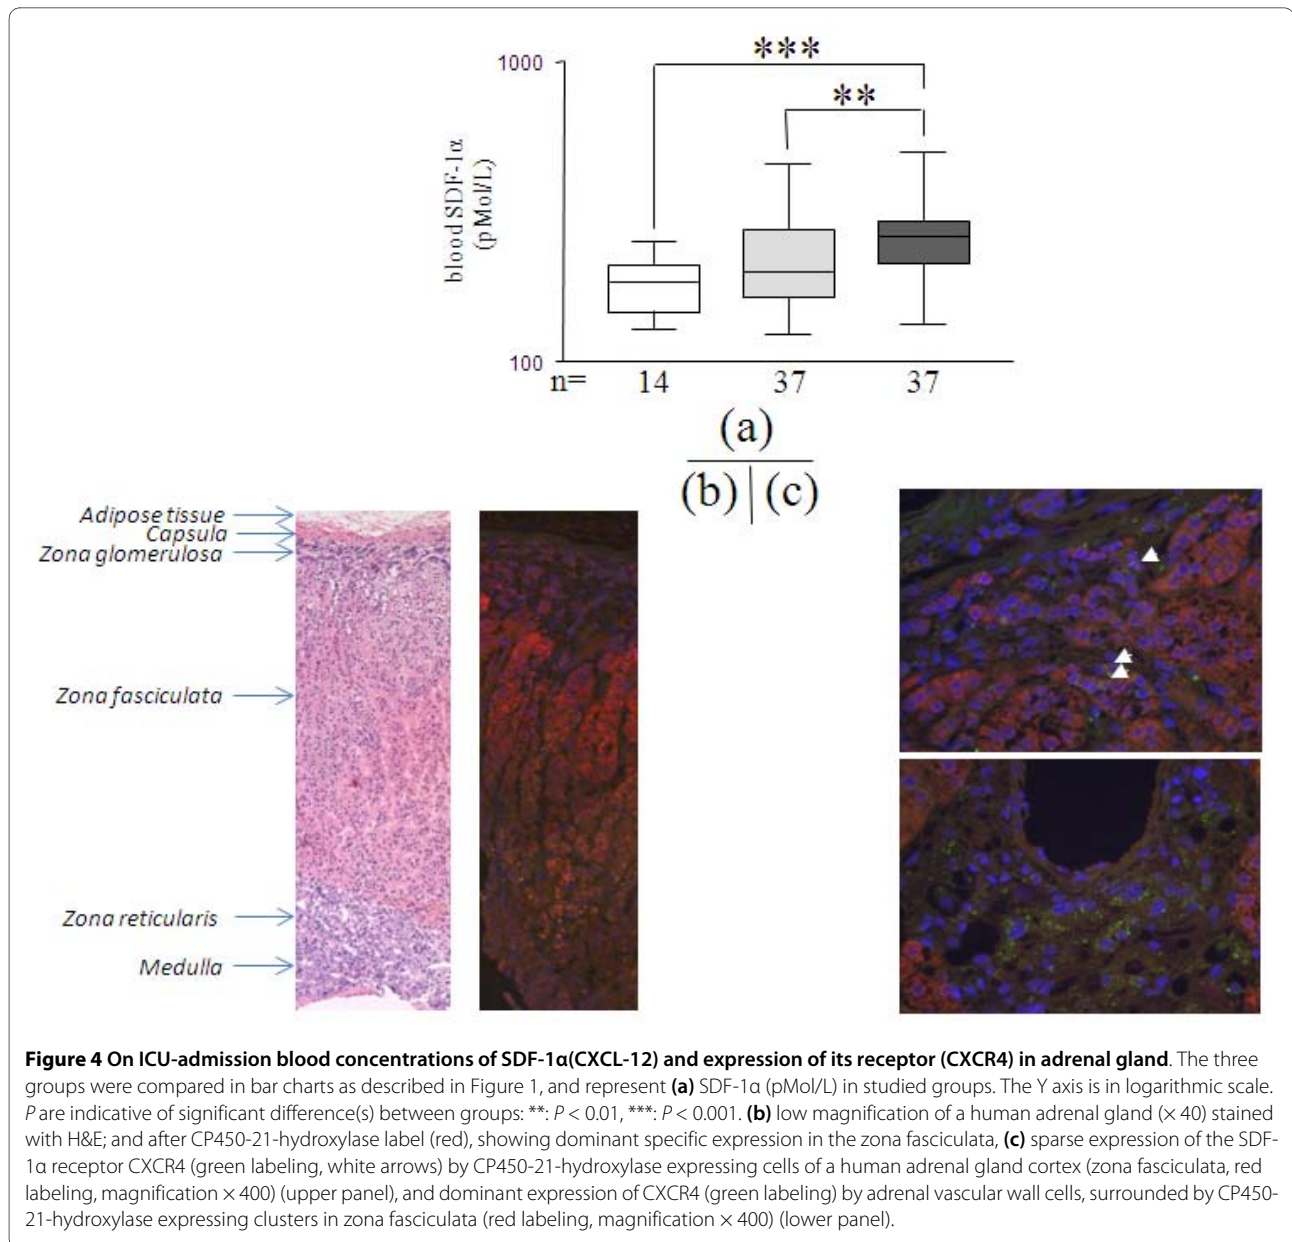 ***
1000
**
blood SDF-1α
(pMol/L)
100
n= 14 37 37
(a)
(b) | (c)
Adipose tissue
Capsula
Zona glomerulosa
Zona fasciculata
Zona reticularis
Medulla
Figure 4 On ICU-admission blood concentrations of SDF-1α(CXCL-12) and expression of its receptor (CXCR4) in adrenal gland. The three
groups were compared in bar charts as described in Figure 1, and represent (a) SDF-1α (pMol/L) in studied groups. The Y axis is in logarithmic scale.
P are indicative of significant difference(s) between groups: **: P < 0.01, ***: P < 0.001. (b) low magnification of a human adrenal gland (× 40) stained
with H&E; and after CP450-21-hydroxylase label (red), showing dominant specific expression in the zona fasciculata, (c) sparse expression of the SDF-
1α receptor CXCR4 (green labeling, white arrows) by CP450-21-hydroxylase expressing cells of a human adrenal gland cortex (zona fasciculata, red
labeling, magnification × 400) (upper panel), and dominant expression of CXCR4 (green labeling) by adrenal vascular wall cells, surrounded by CP450-
21-hydroxylase expressing clusters in zona fasciculata (red labeling, magnification × 400) (lower panel).